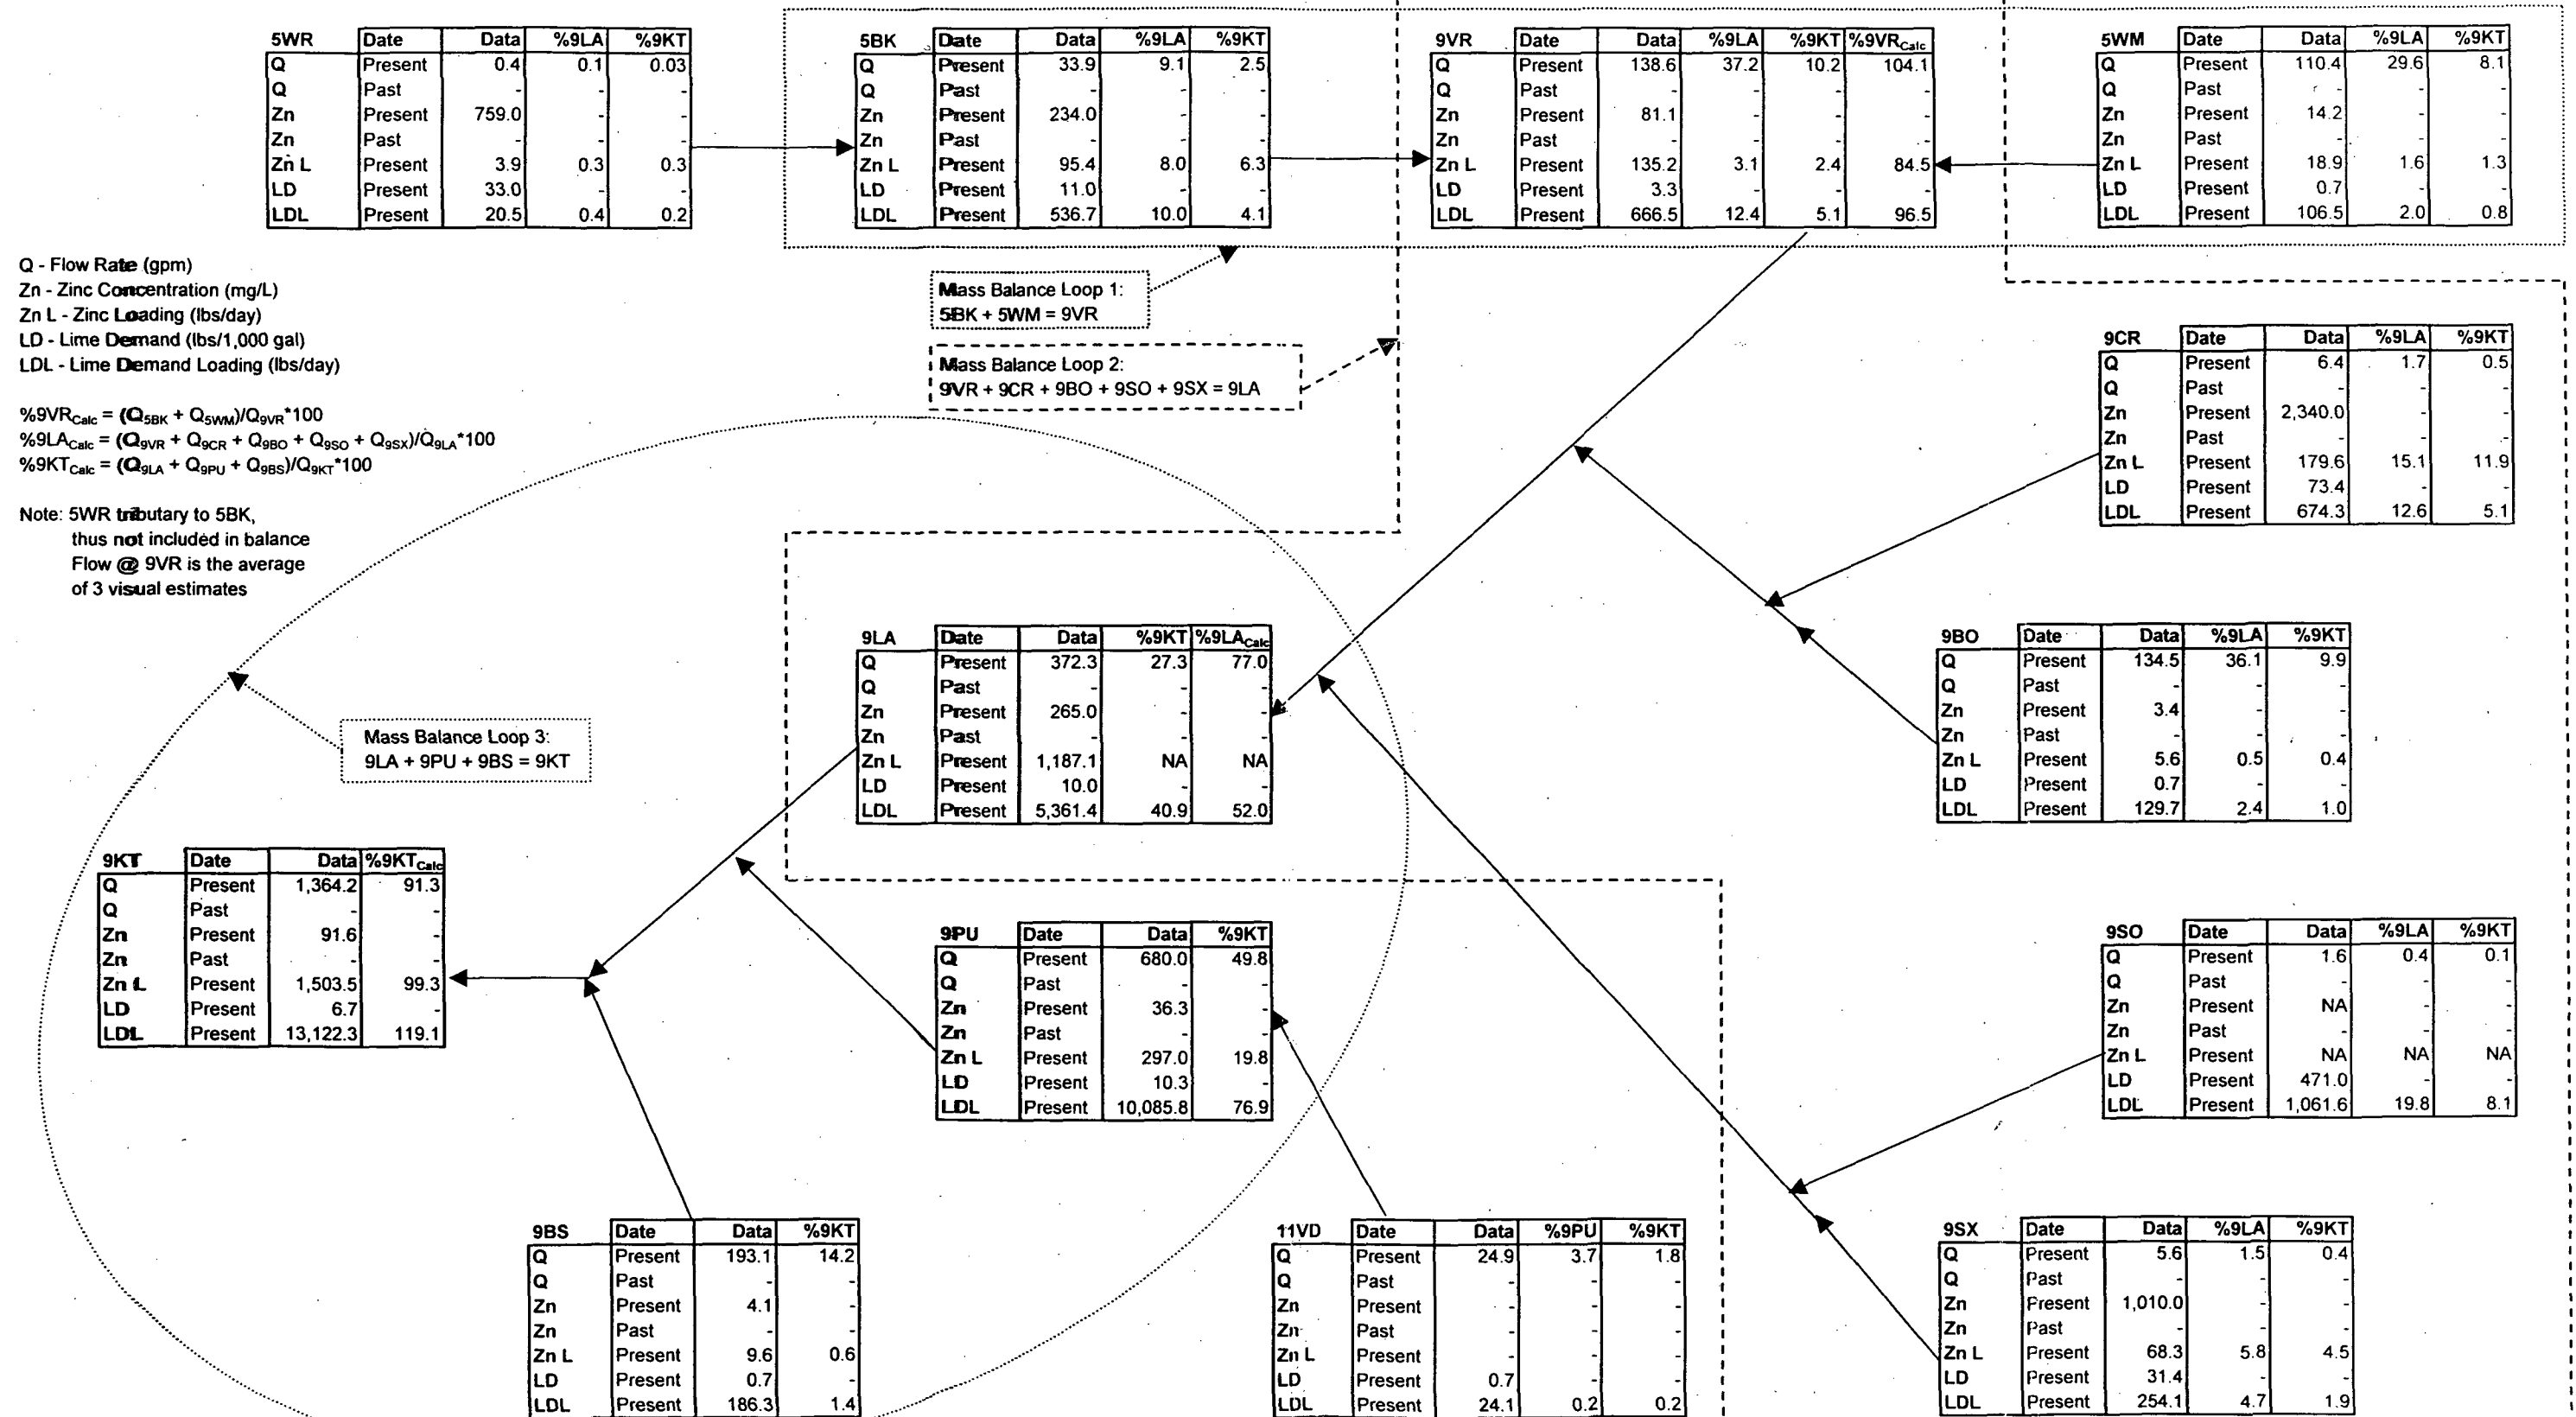 5WR Date Data %9LA %9KT
Q Present 0.4 0.1 0.03
Q Past - - -
Zn Present 759.0 - -
Zn Past - - -
Zn L Present 3.9 0.3 0.3
LD Present 33.0 - -
LDL Present 20.5 0.4 0.2
5BK Date Data %9LA %9KT
Q Present 33.9 9.1 2.5
Q Past - - -
Zn Present 234.0 - -
Zn Past - - -
Zn L Present 95.4 8.0 6.3
LD Present 11.0 - -
LDL Present 536.7 10.0 4.1
9VR Date Data %9LA %9KT %9VRCalc
Q Present 138.6 37.2 10.2 104.1
Q Past - - - -
Zn Present 81.1 - - -
Zn Past - - - -
Zn L Present 135.2 3.1 2.4 84.5
LD Present 3.3 - - -
LDL Present 666.5 12.4 5.1 96.5
5WM Date Data %9LA %9KT
Q Present 110.4 29.6 8.1
Q Past - - -
Zn Present 14.2 - -
Zn Past - - -
Zn L Present 18.9 1.6 1.3
LD Present 0.7 - -
LDL Present 106.5 2.0 0.8
Q - Flow Rate (gpm)
Zn - Zinc Concentration (mg/L)
Zn L - Zinc Loading (lbs/day)
LD - Lime Demand (lbs/1,000 gal)
LDL - Lime Demand Loading (lbs/day)
%9VRCalc = (Q5BK + Q5WM)/Q9VR*100
%9LACalc = (Q9VR + Q9CR + Q9BO + Q9SO + Q9SX)/Q9LA*100
%9KTCalc = (Q9LA + Q9PU + Q9BS)/Q9KT*100
Note: 5WR tributary to 5BK,
thus not included in balance
Flow @ 9VR is the average
of 3 visual estimates
Mass Balance Loop 1:
5BK + 5WM = 9VR
Mass Balance Loop 2:
9VR + 9CR + 9BO + 9SO + 9SX = 9LA
9CR Date Data %9LA %9KT
Q Present 6.4 1.7 0.5
Q Past - - -
Zn Present 2,340.0 - -
Zn Past - - -
Zn L Present 179.6 15.1 11.9
LD Present 73.4 - -
LDL Present 674.3 12.6 5.1
9LA Date Data %9KT %9LACalc
Q Present 372.3 27.3 77.0
Q Past - - -
Zn Present 265.0 - -
Zn Past - - -
Zn L Present 1,187.1 NA NA
LD Present 10.0 - -
LDL Present 5,361.4 40.9 52.0
9BO Date Data %9LA %9KT
Q Present 134.5 36.1 9.9
Q Past - - -
Zn Present 3.4 - -
Zn Past - - -
Zn L Present 5.6 0.5 0.4
LD Present 0.7 - -
LDL Present 129.7 2.4 1.0
Mass Balance Loop 3:
9LA + 9PU + 9BS = 9KT
9KT Date Data %9KTCalc
Q Present 1,364.2 91.3
Q Past - -
Zn Present 91.6 -
Zn Past - -
Zn L Present 1,503.5 99.3
LD Present 6.7 -
LDL Present 13,122.3 119.1
9PU Date Data %9KT
Q Present 680.0 49.8
Q Past - -
Zn Present 36.3 -
Zn Past - -
Zn L Present 297.0 19.8
LD Present 10.3 -
LDL Present 10,085.8 76.9
9SO Date Data %9LA %9KT
Q Present 1.6 0.4 0.1
Q Past - - -
Zn Present NA - -
Zn Past - - -
Zn L Present NA NA NA
LD Present 471.0 - -
LDL Present 1,061.6 19.8 8.1
9BS Date Data %9KT
Q Present 193.1 14.2
Q Past - -
Zn Present 4.1 -
Zn Past - -
Zn L Present 9.6 0.6
LD Present 0.7 -
LDL Present 186.3 1.4
11VD Date Data %9PU %9KT
Q Present 24.9 3.7 1.8
Q Past - - -
Zn Present - - -
Zn Past - - -
Zn L Present - - -
LD Present 0.7 - -
LDL Present 24.1 0.2 0.2
9SX Date Data %9LA %9KT
Q Present 5.6 1.5 0.4
Q Past - - -
Zn Present 1,010.0 - -
Zn Past - - -
Zn L Present 68.3 5.8 4.5
LD Present 31.4 - -
LDL Present 254.1 4.7 1.9